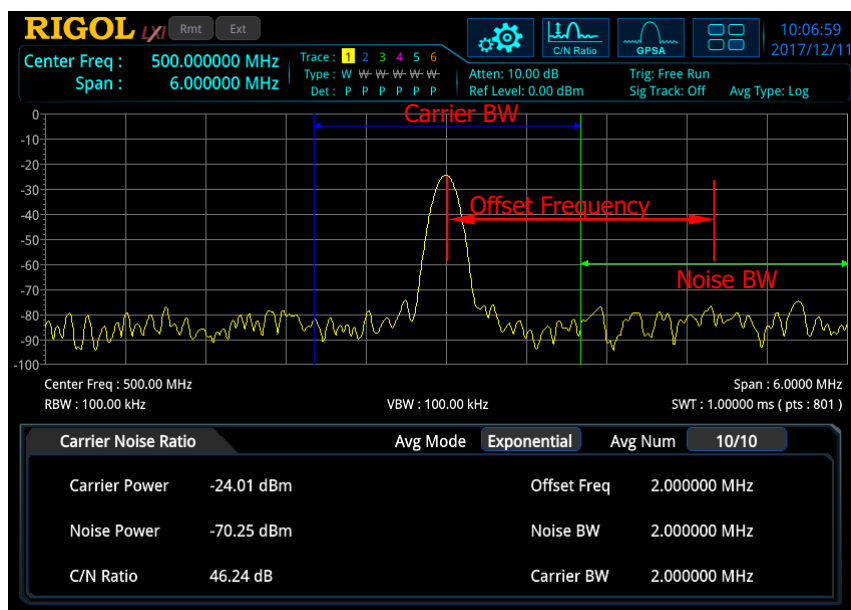 RIGOL LXI Rmt Ext
C/N Ratio GPSA 10:06:59
2017/12/11
Center Freq : 500.000000 MHz
Span : 6.000000 MHz
Trace : 1 2 3 4 5 6
Type : W W W W W W
Det : P P P P P P
Atten: 10.00 dB Trig: Free Run
Ref Level: 0.00 dBm Sig Track: Off Avg Type: Log
Carrier BW
0
-10
-20
-30
-40
Offset Frequency
-50
-60
Noise BW
-70
-80
-90
-100
Center Freq : 500.00 MHz Span : 6.0000 MHz
RBW : 100.00 kHz VBW : 100.00 kHz SWT : 1.00000 ms ( pts : 801 )
Carrier Noise Ratio Avg Mode Exponential Avg Num 10/10
Carrier Power -24.01 dBm Offset Freq 2.000000 MHz
Noise Power -70.25 dBm Noise BW 2.000000 MHz
C/N Ratio 46.24 dB Carrier BW 2.000000 MHz